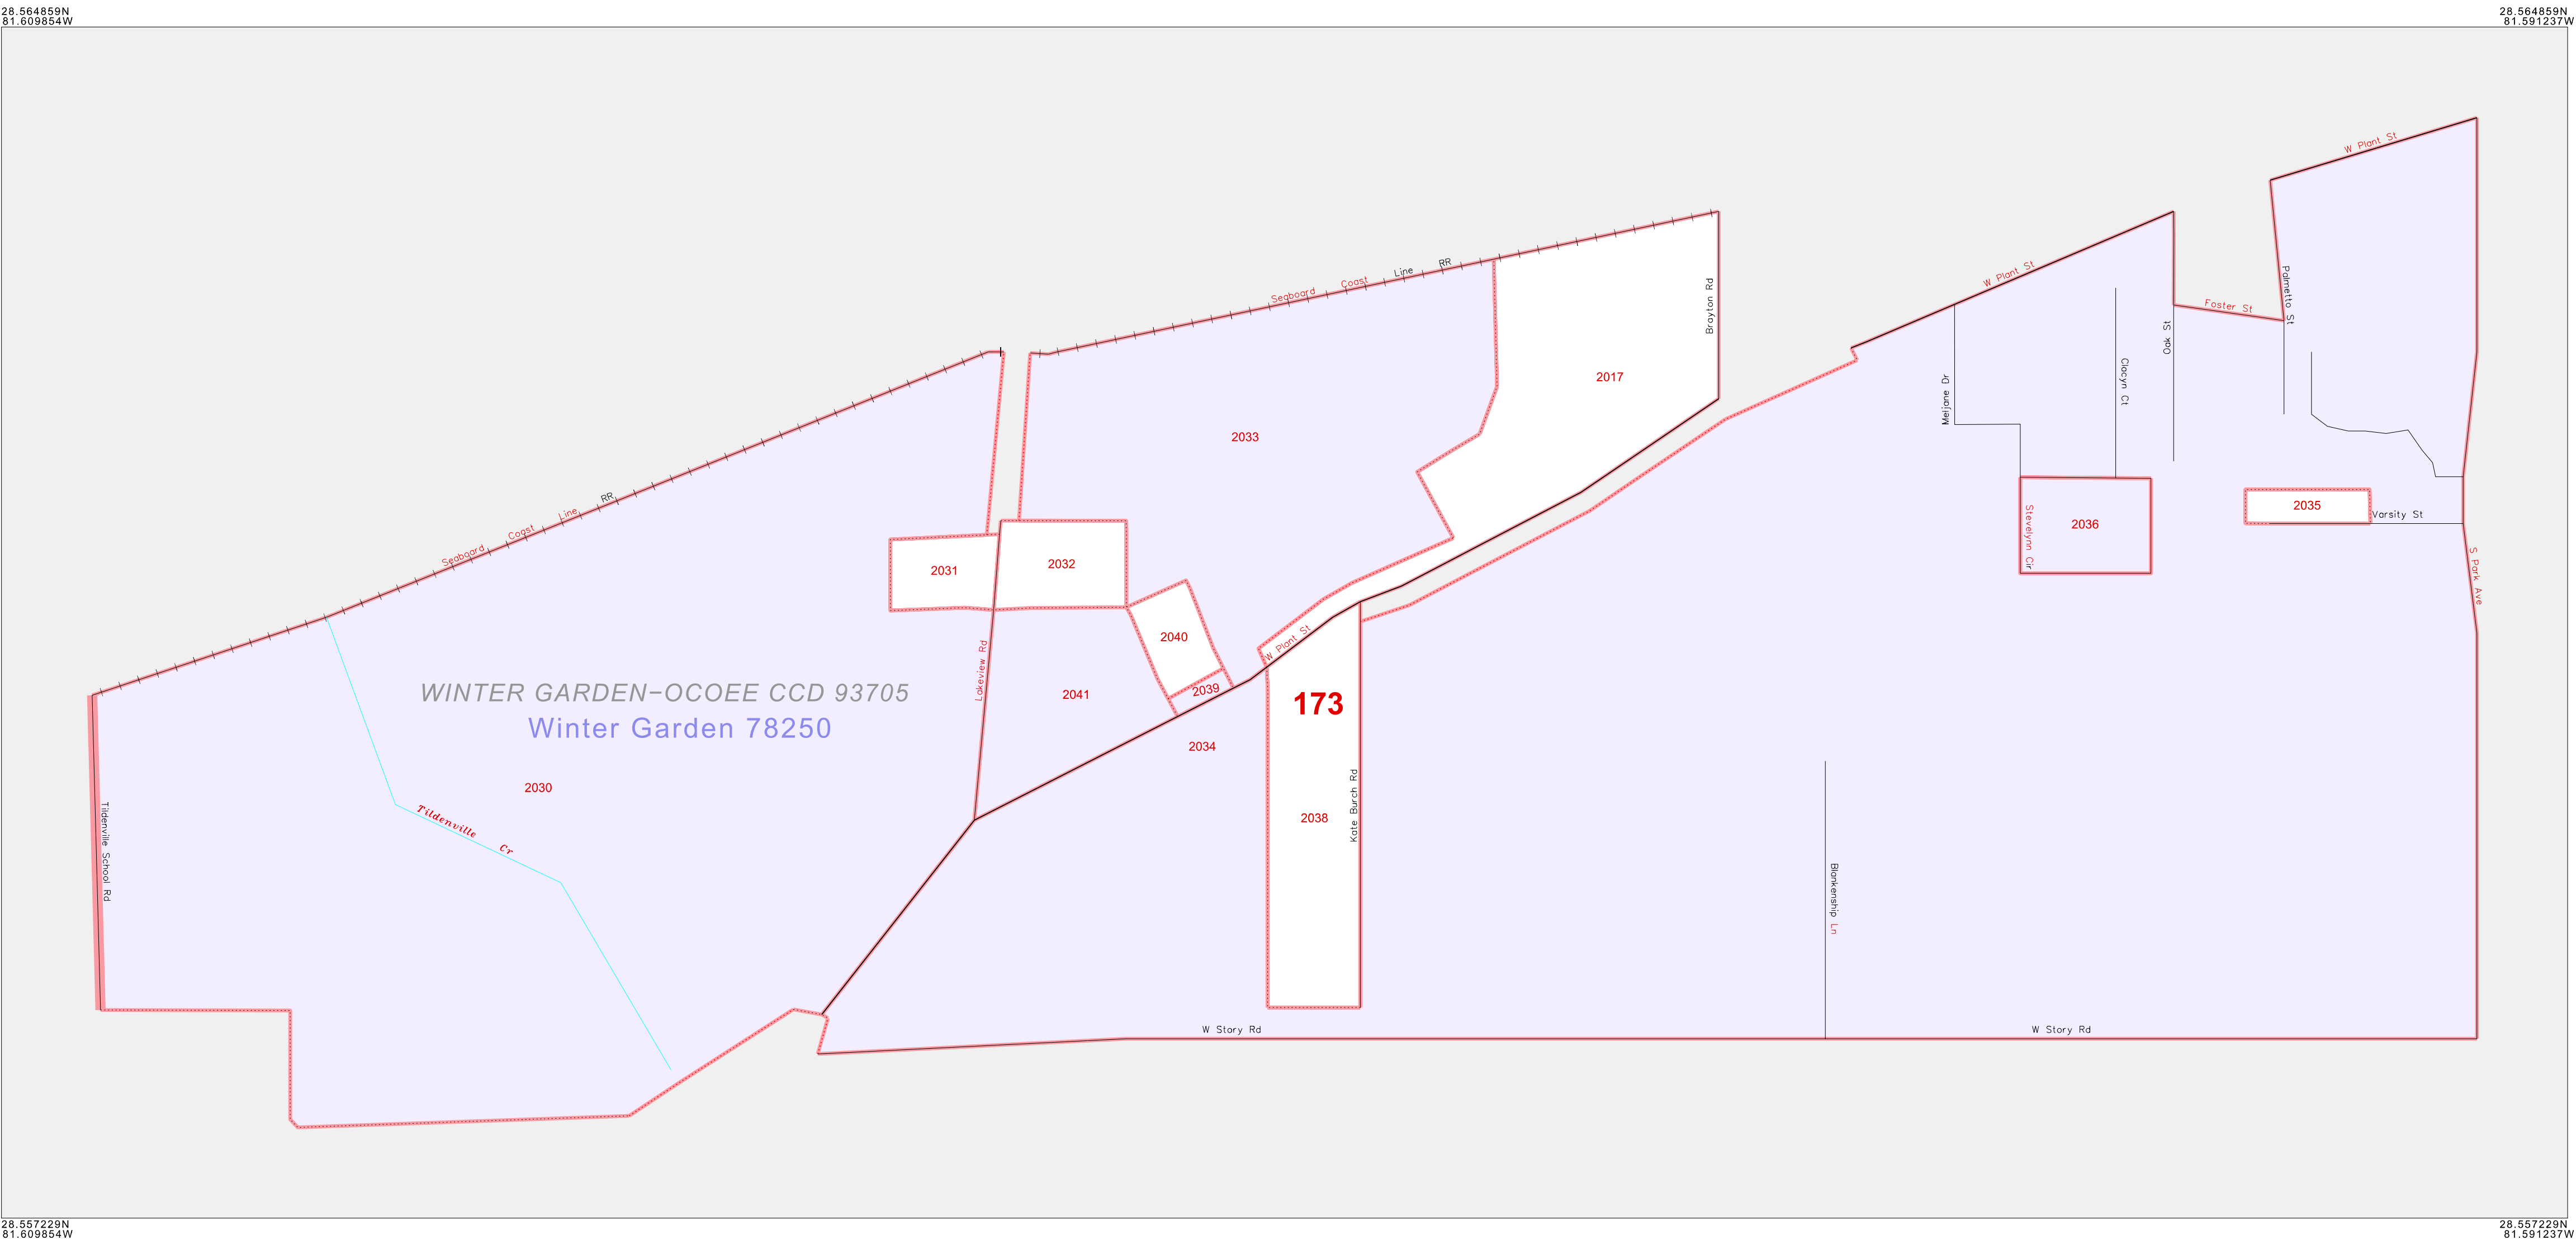 28.564859N
81.609854W
28.564859N
81.591237W
W Plant St
W Plant St
Foster St
Palmetto St
Seaboard Coast Line RR
Brayton Rd
Oak St
Clacyn Ct
Meljane Dr
2017
2033
Seaboard Coast Line RR
2031
2032
2035
Varsity St
2036
Stevelynn Cir
S Park Ave
2040
W Plant St
Lakeview Rd
2039
2041
173
WINTER GARDEN-OCOEE CCD 93705
Winter Garden 78250
2034
2030
2038
Kate Burch Rd
Tildenville Cr
Tildenville School Rd
Blankenship Ln
W Story Rd
W Story Rd
28.557229N
81.609854W
28.557229N
81.591237W